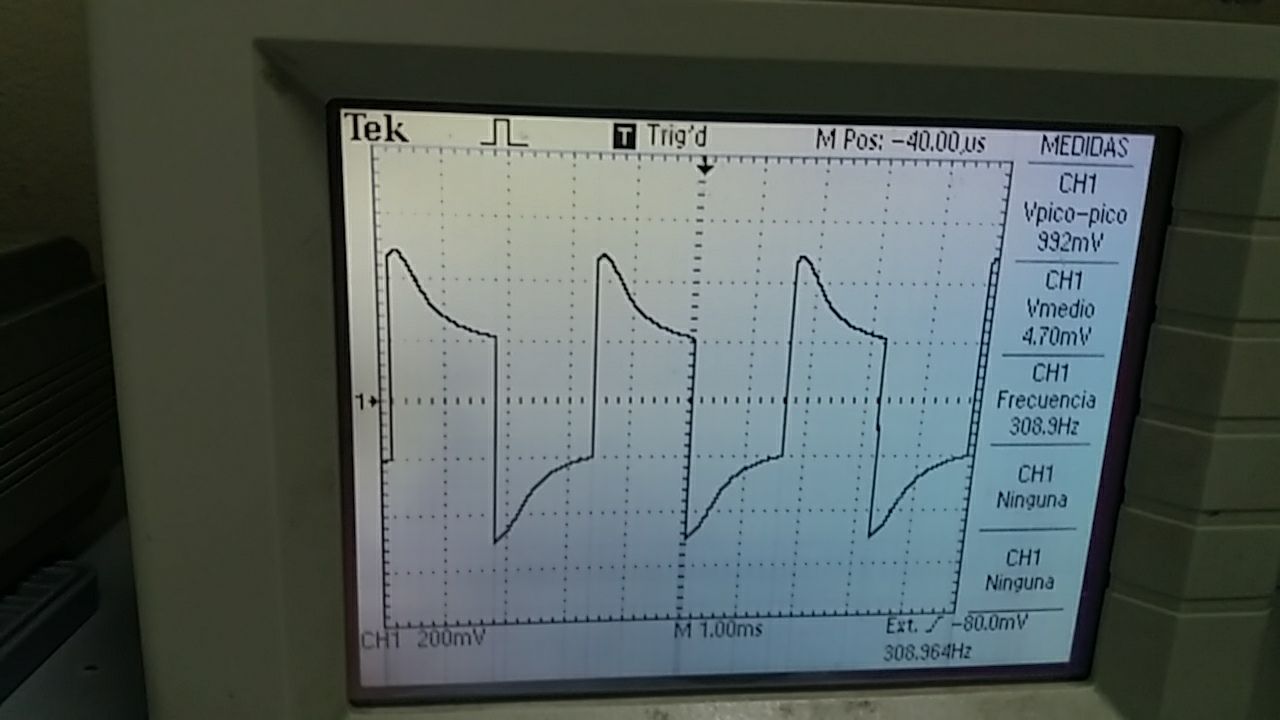 Tek T Trig'd M Pos: -40.00µs MEDIDAS
CH1
Vpico-pico
992mV
CH1
Vmedio
4.70mV
CH1
Frecuencia
308.9Hz
CH1
Ninguna
CH1
Ninguna
1
CH1 200mV M 1.00ms Ext. -80.0mV
308.964Hz